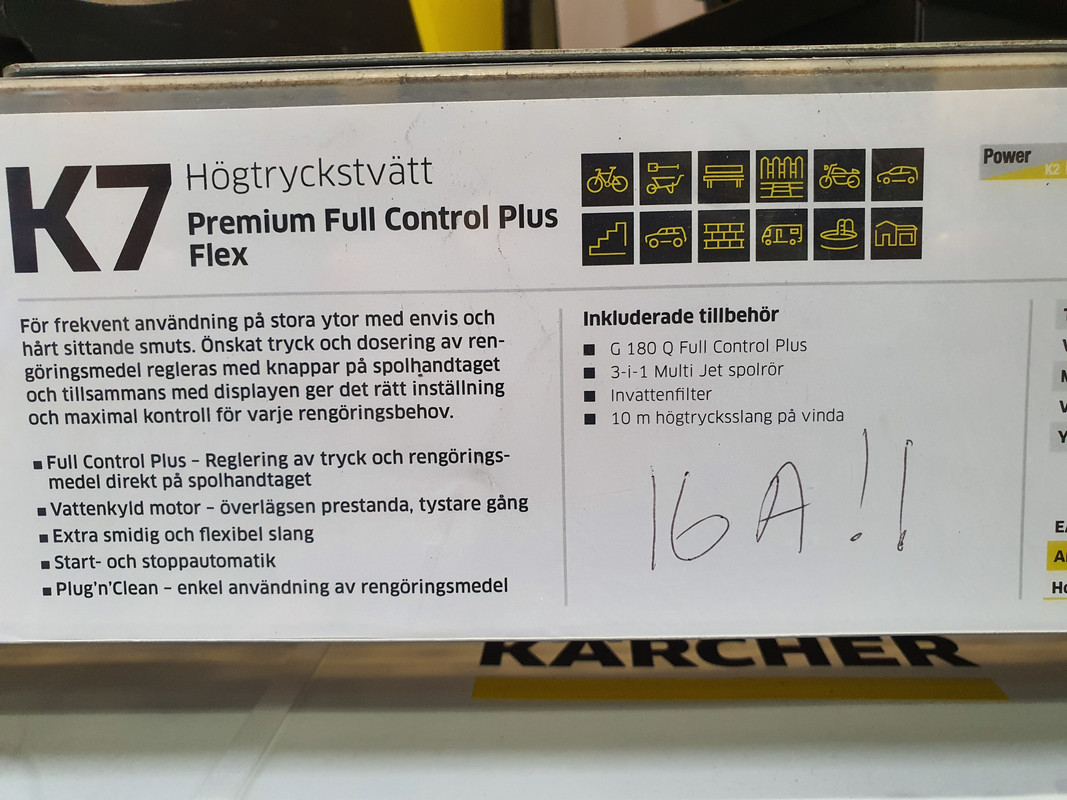 K7
Högtryckstvätt
Premium Full Control Plus
Flex
Power
K2
För frekvent användning på stora ytor med envis och
hårt sittande smuts. Önskat tryck och dosering av ren-
göringsmedel regleras med knappar på spolhandtaget
och tillsammans med displayen ger det rätt inställning
och maximal kontroll för varje rengöringsbehov.
■ Full Control Plus – Reglering av tryck och rengörings-
medel direkt på spolhandtaget
■ Vattenkyld motor – överlägsen prestanda, tystare gång
■ Extra smidig och flexibel slang
■ Start- och stoppautomatik
■ Plug'n'Clean – enkel användning av rengöringsmedel
Inkluderade tillbehör
■ G 180 Q Full Control Plus
■ 3-i-1 Multi Jet spolrör
■ Invattenfilter
■ 10 m högtrycksslang på vinda
16 A!!
KÄRCHER